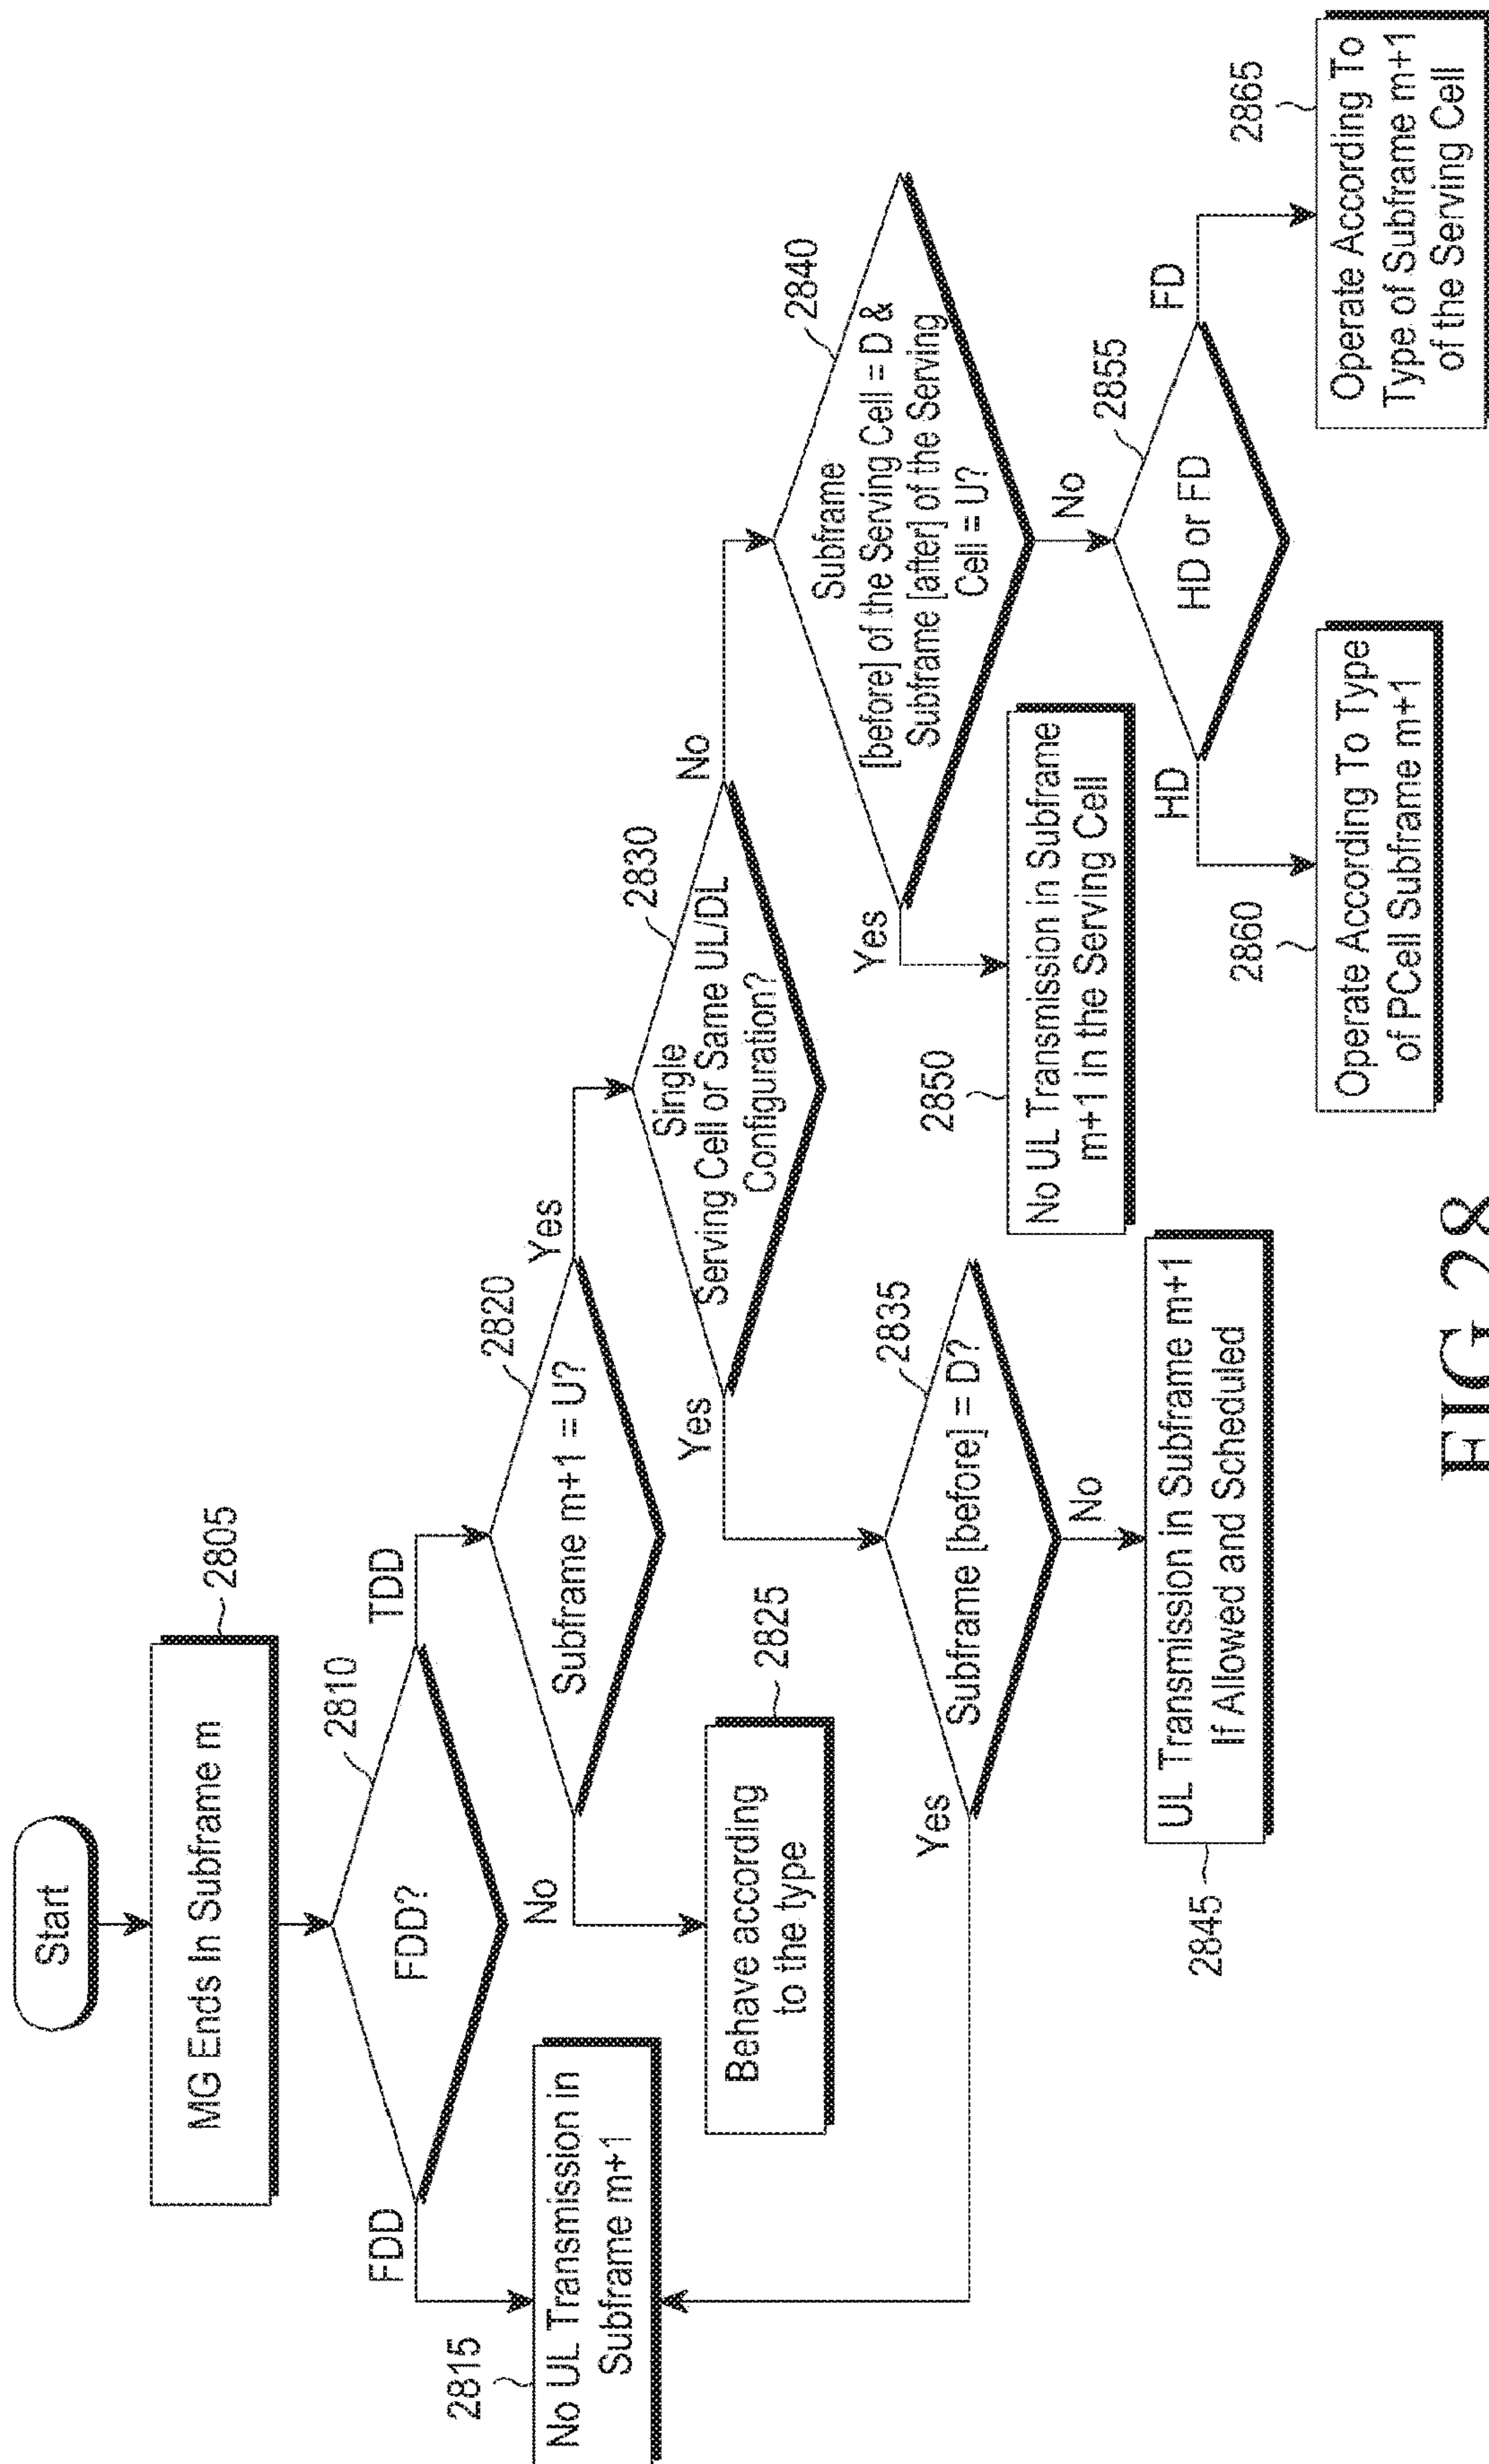 Start
MG Ends In Subframe m
2805
FDD?
2810
FDD
TDD
No UL Transmission in
Subframe m+1
2815
Subframe m+1 = U?
2820
No
Yes
Behave according
to the type
2825
Single
Serving Cell or Same UL/DL
Configuration?
2830
Yes
No
Subframe [before] = D?
2835
Yes
No
Subframe
[before] of the Serving Cell = D &
Subframe [after] of the Serving
Cell = U?
2840
Yes
No
UL Transmission in Subframe m+1
If Allowed and Scheduled
2845
No UL Transmission in Subframe
m+1 in the Serving Cell
2850
HD or FD
2855
HD
FD
Operate According To Type
of PCell Subframe m+1
2860
Operate According To
Type of Subframe m+1
of the Serving Cell
2865
FIG 28